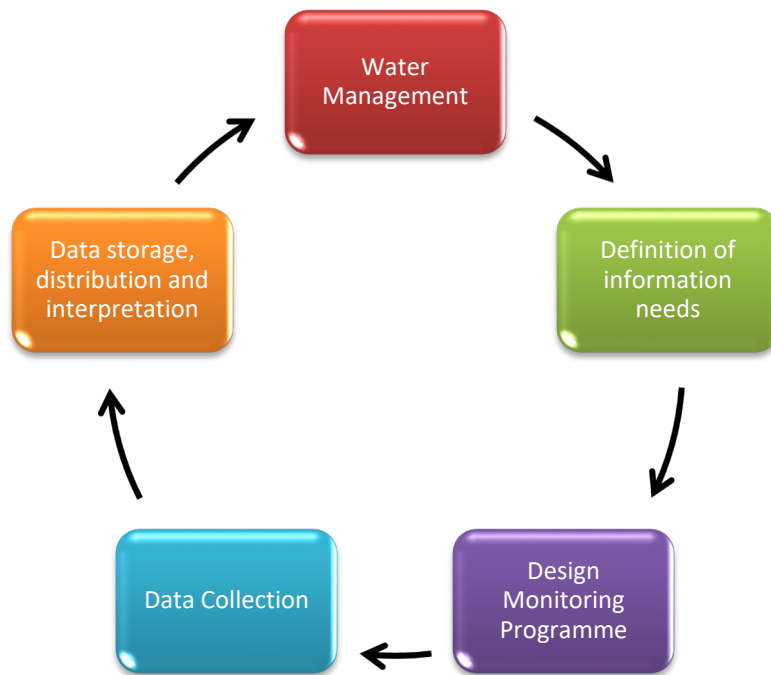 Water
Management
Definition of
information
needs
Design
Monitoring
Programme
Data Collection
Data storage,
distribution and
interpretation